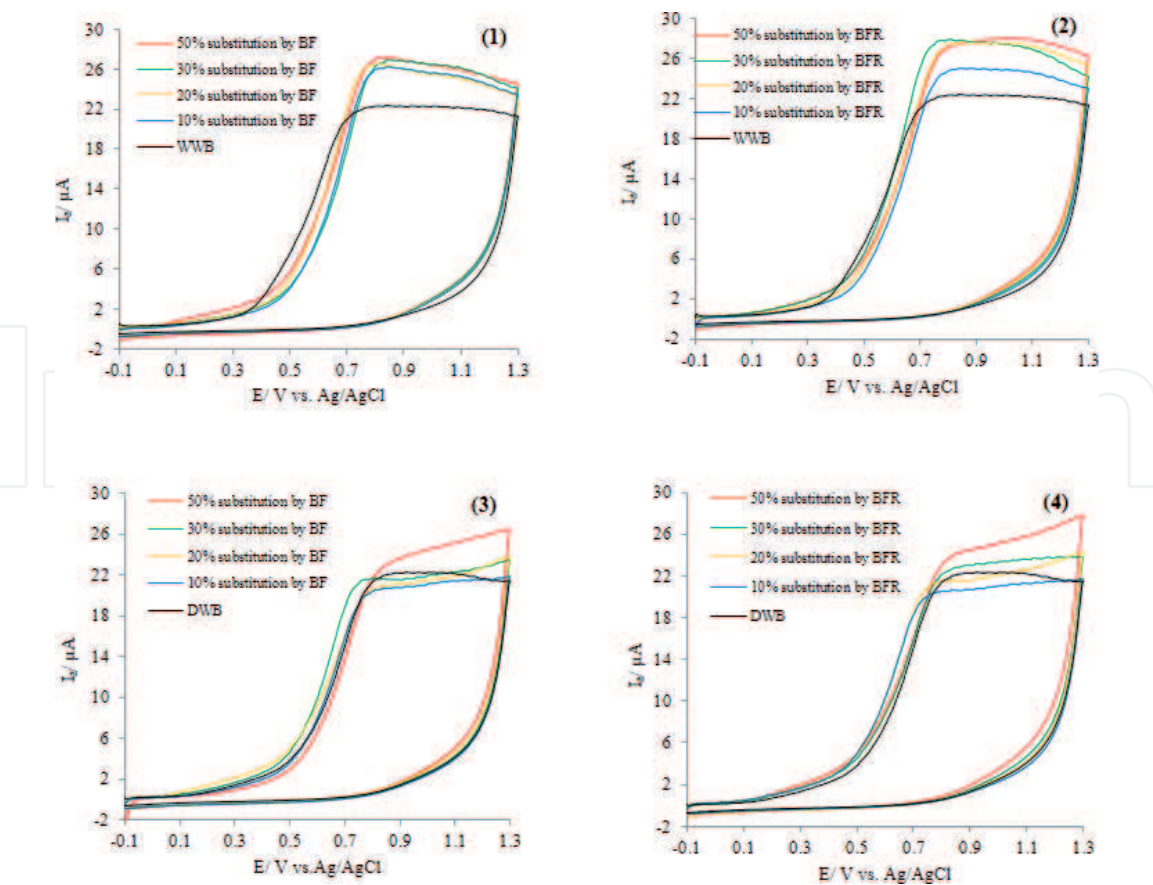 (1)
50% substitution by BF
30% substitution by BF
20% substitution by BF
10% substitution by BF
WWB
30
26
22
18
14
10
6
2
-2
Iₐ/ µA
-0.1 0.1 0.3 0.5 0.7 0.9 1.1 1.3
E/ V vs. Ag/AgCl
(2)
50% substitution by BFR
30% substitution by BFR
20% substitution by BFR
10% substitution by BFR
WWB
30
26
22
18
14
10
6
2
-2
Iₐ/ µA
-0.1 0.1 0.3 0.5 0.7 0.9 1.1 1.3
E/ V vs. Ag/AgCl
(3)
50% substitution by BF
30% substitution by BF
20% substitution by BF
10% substitution by BF
DWB
30
26
22
18
14
10
6
2
-2
Iₐ/ µA
-0.1 0.1 0.3 0.5 0.7 0.9 1.1 1.3
E/ V vs.Ag/AgCl
(4)
50% substitution by BFR
30% substitution by BFR
20% substitution by BFR
10% substitution by BFR
DWB
30
26
22
18
14
10
6
2
-2
Iₐ/ µA
-0.1 0.1 0.3 0.5 0.7 0.9 1.1 1.3
E/ V vs. Ag/AgCl